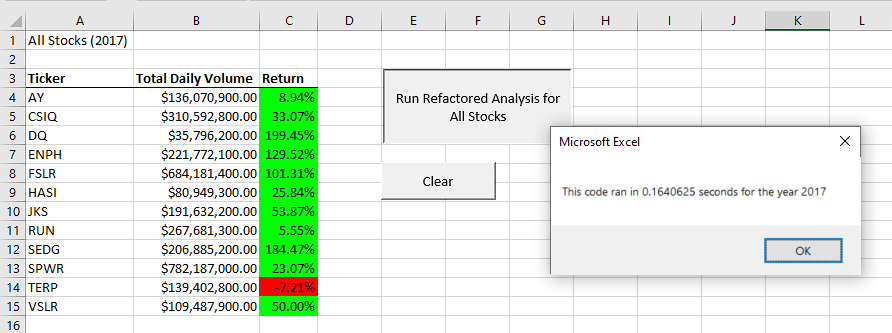 A B C D E F G H I J K L
1 All Stocks (2017)
2
3 Ticker Total Daily Volume Return
4 AY $136,070,900.00 8.94%
5 CSIQ $310,592,800.00 33.07%
6 DQ $35,796,200.00 199.45%
7 ENPH $221,772,100.00 129.52%
8 FSLR $684,181,400.00 101.31%
9 HASI $80,949,300.00 25.84%
10 JKS $191,632,200.00 53.87%
11 RUN $267,681,300.00 5.55%
12 SEDG $206,885,200.00 184.47%
13 SPWR $782,187,000.00 23.07%
14 TERP $139,402,800.00 -7.21%
15 VSLR $109,487,900.00 50.00%
16
Run Refactored Analysis for
All Stocks
Clear
Microsoft Excel
This code ran in 0.1640625 seconds for the year 2017
OK